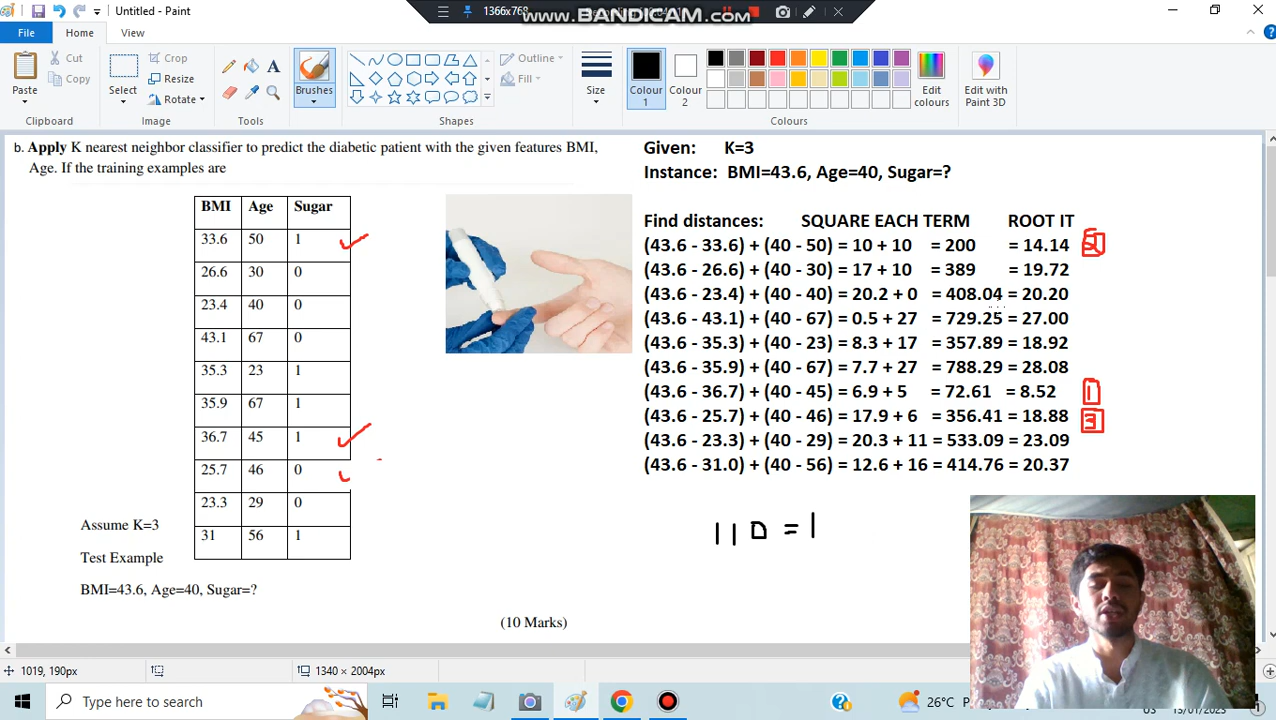 Untitled - Paint
1366x768
www.BANDICAM.com
File
Home
View
Paste
Cut
Copy
Clipboard
Select
Crop
Resize
Rotate
Image
Tools
Brushes
Shapes
Outline
Fill
Size
Colour
1
Colour
2
Edit
colours
Colours
Edit with
Paint 3D
b. Apply K nearest neighbor classifier to predict the diabetic patient with the given features BMI,
Age. If the training examples are
BMI Age Sugar
33.6 50 1
26.6 30 0
23.4 40 0
43.1 67 0
35.3 23 1
35.9 67 1
36.7 45 1
25.7 46 0
23.3 29 0
31 56 1
Assume K=3
Test Example
BMI=43.6, Age=40, Sugar=?
(10 Marks)
Given: K=3
Instance: BMI=43.6, Age=40, Sugar=?
Find distances: SQUARE EACH TERM ROOT IT
(43.6 - 33.6) + (40 - 50) = 10 + 10 = 200 = 14.14
(43.6 - 26.6) + (40 - 30) = 17 + 10 = 389 = 19.72
(43.6 - 23.4) + (40 - 40) = 20.2 + 0 = 408.04 = 20.20
(43.6 - 43.1) + (40 - 67) = 0.5 + 27 = 729.25 = 27.00
(43.6 - 35.3) + (40 - 23) = 8.3 + 17 = 357.89 = 18.92
(43.6 - 35.9) + (40 - 67) = 7.7 + 27 = 788.29 = 28.08
(43.6 - 36.7) + (40 - 45) = 6.9 + 5 = 72.61 = 8.52 1
(43.6 - 25.7) + (40 - 46) = 17.9 + 6 = 356.41 = 18.88 3
(43.6 - 23.3) + (40 - 29) = 20.3 + 11 = 533.09 = 23.09
(43.6 - 31.0) + (40 - 56) = 12.6 + 16 = 414.76 = 20.37
1 1 0 = 1
1019, 190px
1340 × 2004px
Type here to search
26°C